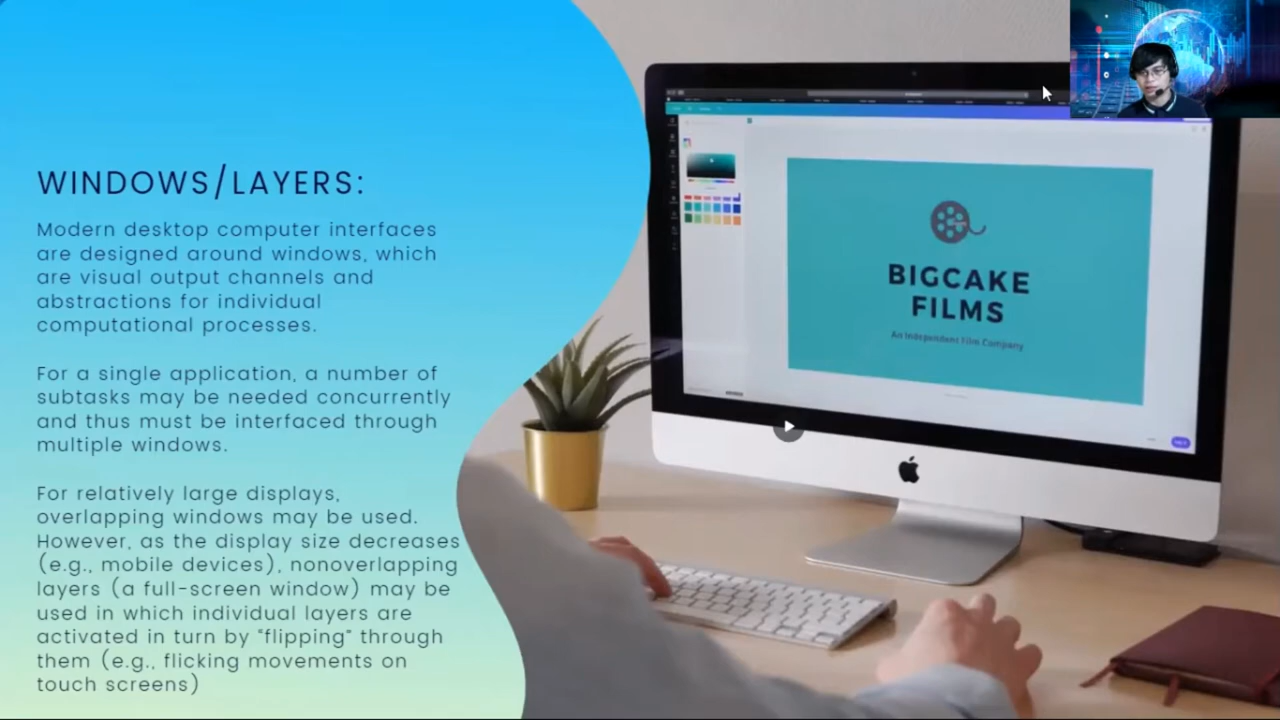 WINDOWS/LAYERS:
Modern desktop computer interfaces
are designed around windows, which
are visual output channels and
abstractions for individual
computational processes.
For a single application, a number of
subtasks may be needed concurrently
and thus must be interfaced through
multiple windows.
For relatively large displays,
overlapping windows may be used.
However, as the display size decreases
(e.g., mobile devices), nonoverlapping
layers (a full-screen window) may be
used in which individual layers are
activated in turn by “flipping” through
them (e.g., flicking movements on
touch screens)
BIGCAKE
FILMS
An Independent Film Company